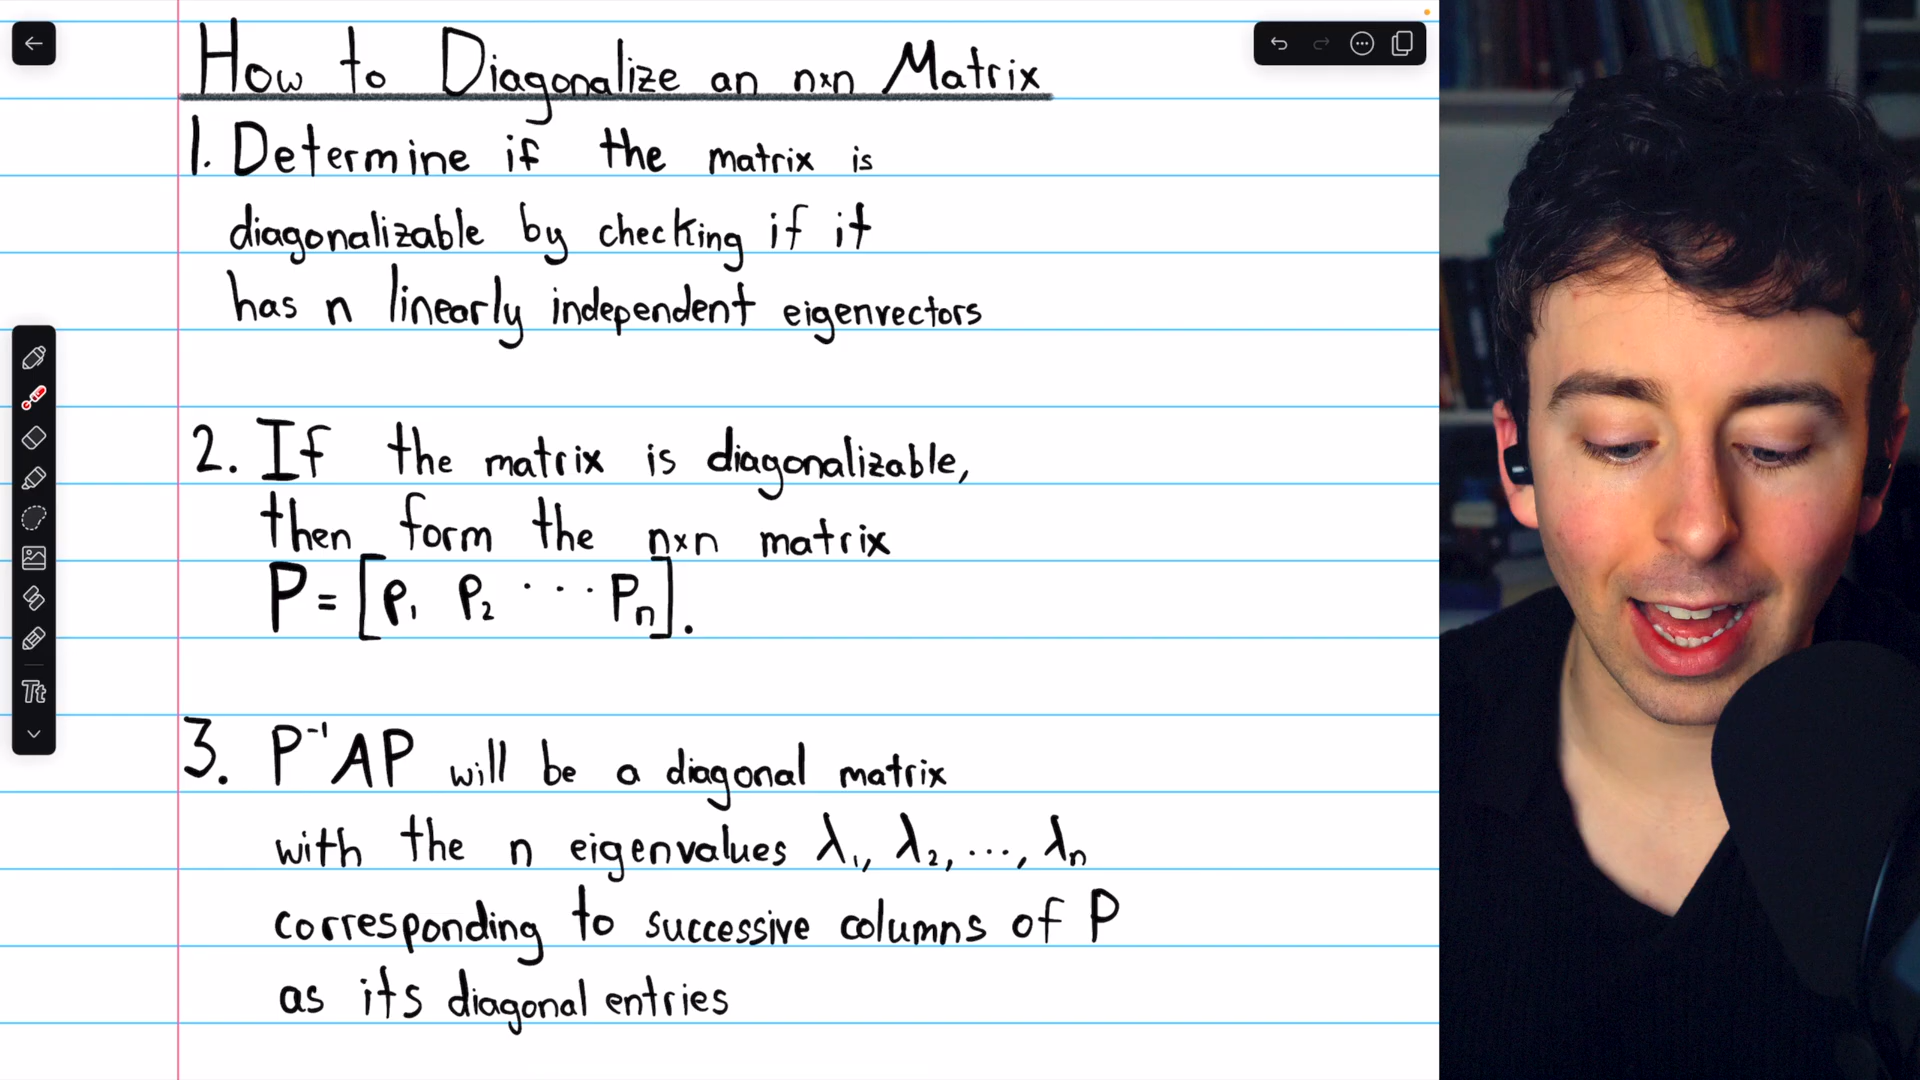 How to Diagonalize an n×n Matrix
1. Determine if the matrix is
diagonalizable by checking if it
has n linearly independent eigenvectors
2. If the matrix is diagonalizable,
then form the n×n matrix
P = [p₁ p₂ ··· pₙ].
3. P⁻¹AP will be a diagonal matrix
with the n eigenvalues λ₁, λ₂, ..., λₙ
corresponding to successive columns of P
as its diagonal entries
Tt